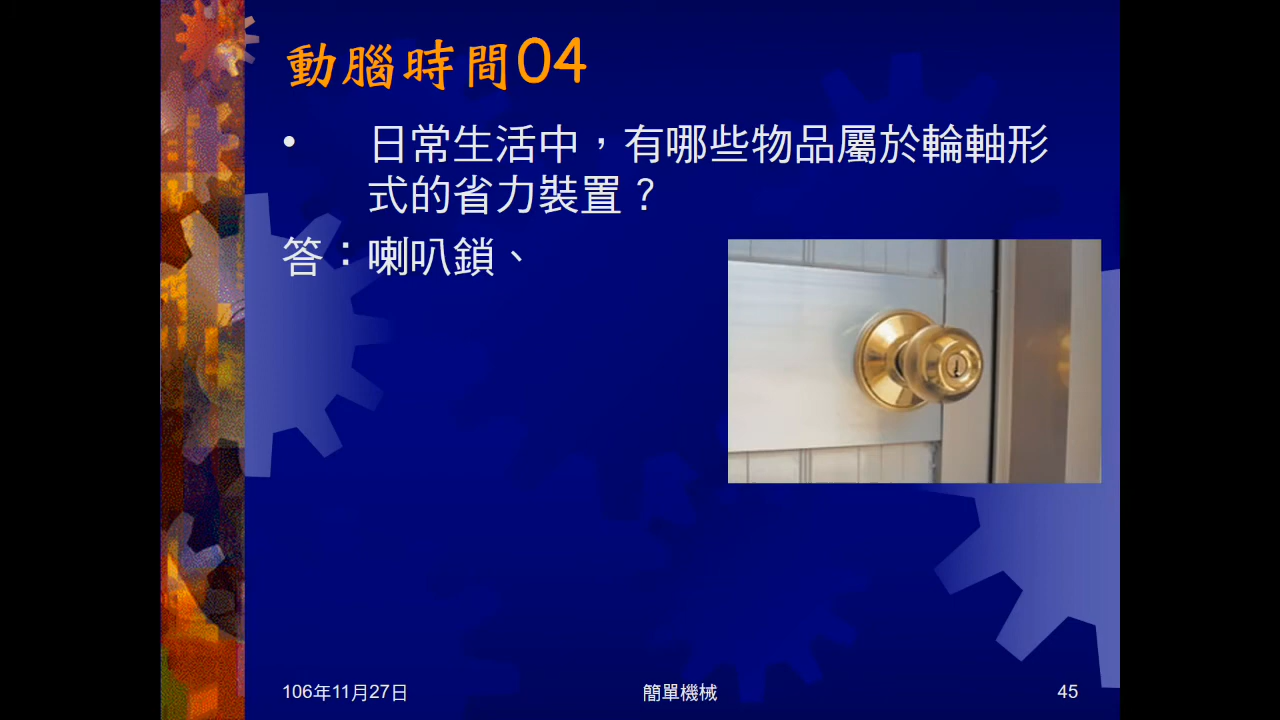 動腦時間04
• 日常生活中，有哪些物品屬於輪軸形
式的省力裝置？
答：喇叭鎖、
106年11月27日
簡單機械
45